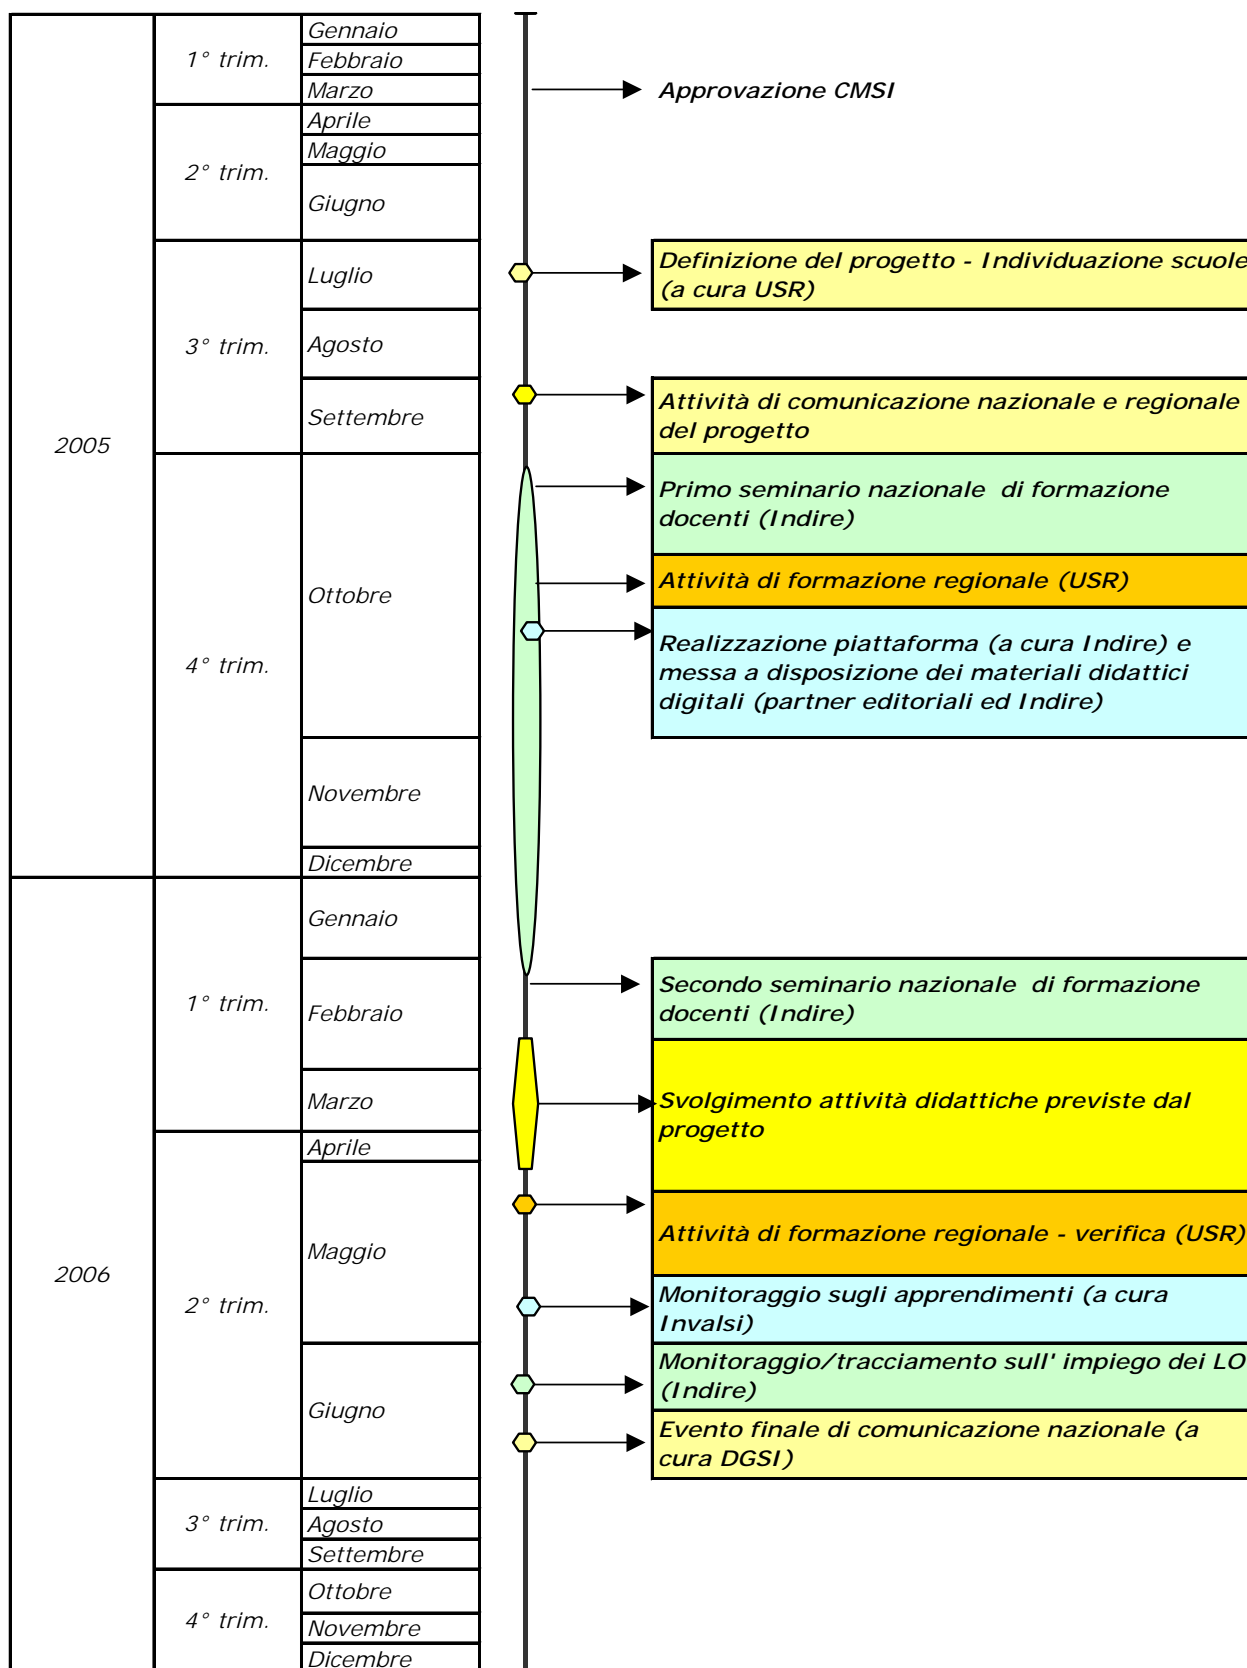 2005
1° trim.
Gennaio
Febbraio
Marzo
Approvazione CMSI
2° trim.
Aprile
Maggio
Giugno
3° trim.
Luglio
Definizione del progetto - Individuazione scuole
(a cura USR)
Agosto
Settembre
Attività di comunicazione nazionale e regionale
del progetto
4° trim.
Ottobre
Primo seminario nazionale di formazione
docenti (Indire)
Attività di formazione regionale (USR)
Realizzazione piattaforma (a cura Indire) e
messa a disposizione dei materiali didattici
digitali (partner editoriali ed Indire)
Novembre
Dicembre
2006
1° trim.
Gennaio
Febbraio
Secondo seminario nazionale di formazione
docenti (Indire)
Marzo
Svolgimento attività didattiche previste dal
progetto
2° trim.
Aprile
Maggio
Attività di formazione regionale - verifica (USR)
Monitoraggio sugli apprendimenti (a cura
Invalsi)
Giugno
Monitoraggio/tracciamento sull' impiego dei LO
(Indire)
Evento finale di comunicazione nazionale (a
cura DGSI)
3° trim.
Luglio
Agosto
Settembre
4° trim.
Ottobre
Novembre
Dicembre